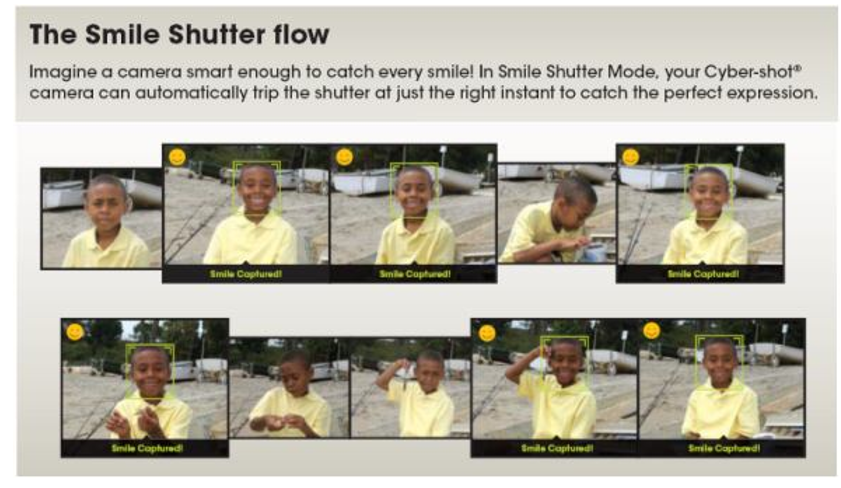 The Smile Shutter flow
Imagine a camera smart enough to catch every smile! In Smile Shutter Mode, your Cyber-shot®
camera can automatically trip the shutter at just the right instant to catch the perfect expression.
Smile Captured!
Smile Captured!
Smile Captured!
Smile Captured!
Smile Captured!
Smile Captured!